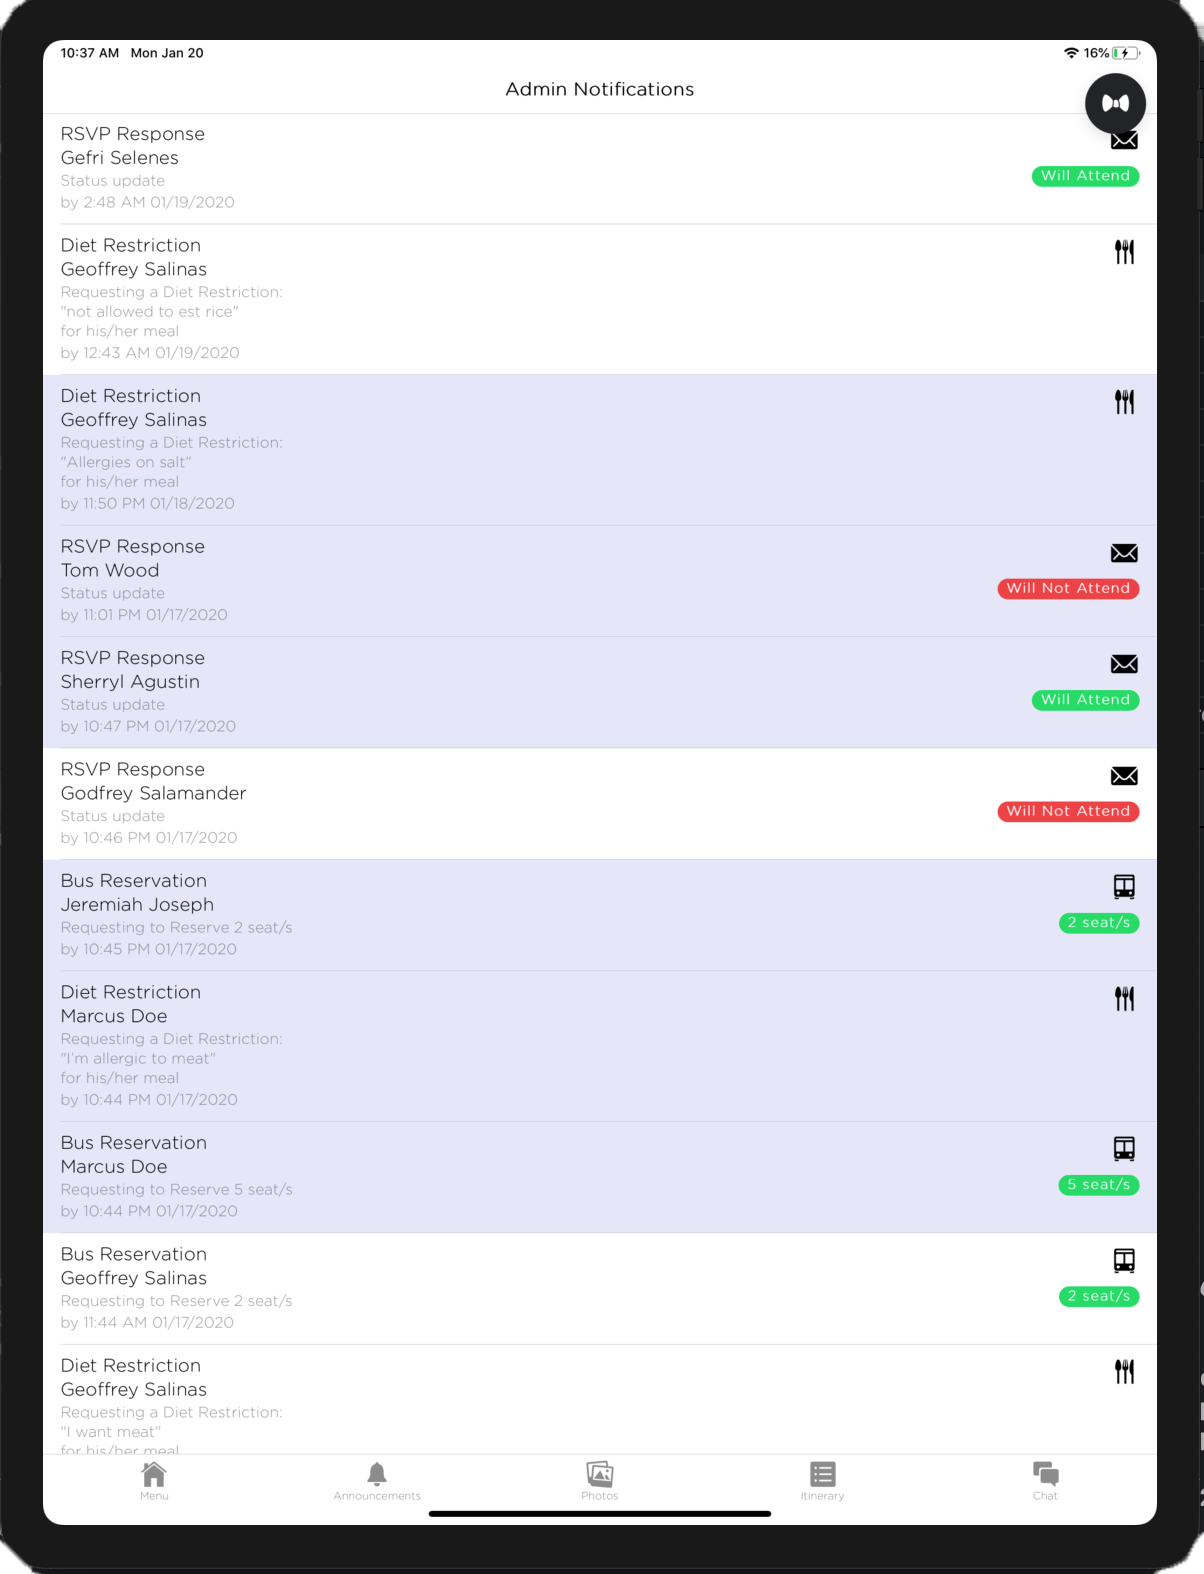 10:37 AM Mon Jan 20
16%
Admin Notifications
RSVP Response
Gefri Selenes
Status update
by 2:48 AM 01/19/2020
Will Attend
Diet Restriction
Geoffrey Salinas
Requesting a Diet Restriction:
"not allowed to est rice"
for his/her meal
by 12:43 AM 01/19/2020
Diet Restriction
Geoffrey Salinas
Requesting a Diet Restriction:
"Allergies on salt"
for his/her meal
by 11:50 PM 01/18/2020
RSVP Response
Tom Wood
Status update
by 11:01 PM 01/17/2020
Will Not Attend
RSVP Response
Sherryl Agustin
Status update
by 10:47 PM 01/17/2020
Will Attend
RSVP Response
Godfrey Salamander
Status update
by 10:46 PM 01/17/2020
Will Not Attend
Bus Reservation
Jeremiah Joseph
Requesting to Reserve 2 seat/s
by 10:45 PM 01/17/2020
2 seat/s
Diet Restriction
Marcus Doe
Requesting a Diet Restriction:
"I'm allergic to meat"
for his/her meal
by 10:44 PM 01/17/2020
Bus Reservation
Marcus Doe
Requesting to Reserve 5 seat/s
by 10:44 PM 01/17/2020
5 seat/s
Bus Reservation
Geoffrey Salinas
Requesting to Reserve 2 seat/s
by 11:44 AM 01/17/2020
2 seat/s
Diet Restriction
Geoffrey Salinas
Requesting a Diet Restriction:
"I want meat"
for his/her meal
Menu
Announcements
Photos
Itinerary
Chat